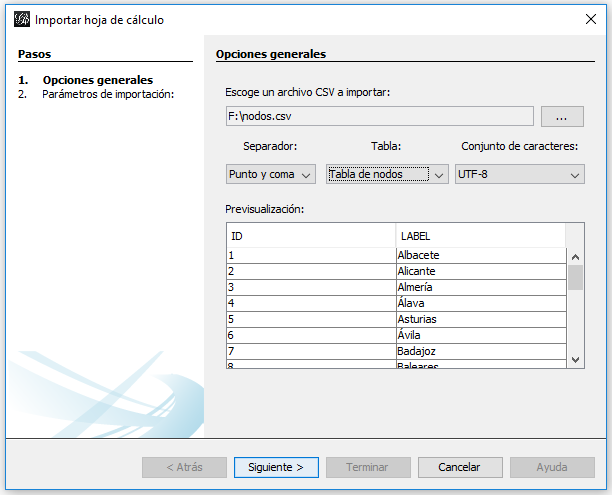 Importar hoja de cálculo
Pasos
1. Opciones generales
2. Parámetros de importación:
Opciones generales
Escoge un archivo CSV a importar:
F:\nodos.csv
...
Separador: Tabla: Conjunto de caracteres:
Punto y coma Tabla de nodos UTF-8
Previsualización:
ID LABEL
1 Albacete
2 Alicante
3 Almería
4 Álava
5 Asturias
6 Ávila
7 Badajoz
8 Baleares
< Atrás Siguiente > Terminar Cancelar Ayuda